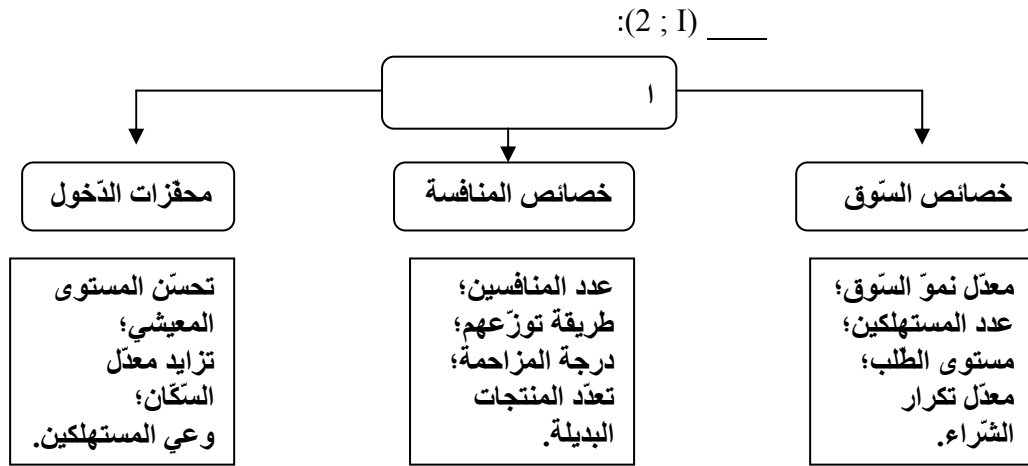 (2 ; I) ____:
ا
خصائص السّوق
خصائص المنافسة
محفّزات الدّخول
معدّل نموّ السّوق؛
عدد المستهلكين؛
مستوى الطّلب؛
معدّل تكرار
الشّراء.
عدد المنافسين؛
طريقة توزّعهم؛
درجة المزاحمة؛
تعدّد المنتجات
البديلة.
تحسّن المستوى
المعيشي؛
تزايد معدّل
السّكّان؛
وعي المستهلكين.